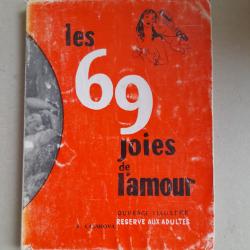 les
69
joies
de
l'amour
OUVRAGE ILLUSTRÉ
RÉSERVÉ AUX ADULTES